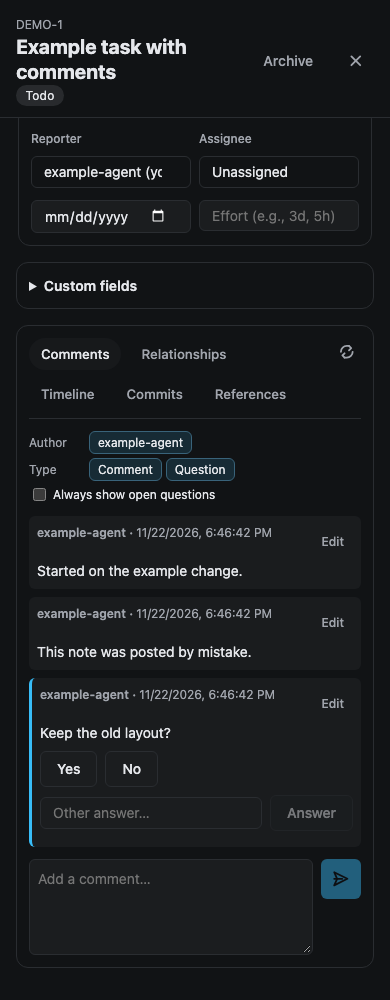 DEMO-1
Example task with
comments
Archive
Todo
Reporter
Assignee
example-agent (yo
Unassigned
mm/dd/yyyy
Effort (e.g., 3d, 5h)
Custom fields
Comments
Relationships
Timeline
Commits
References
Author
example-agent
Type
Comment
Question
Always show open questions
example-agent · 11/22/2026, 6:46:42 PM
Edit
Started on the example change.
example-agent · 11/22/2026, 6:46:42 PM
Edit
This note was posted by mistake.
example-agent · 11/22/2026, 6:46:42 PM
Edit
Keep the old layout?
Yes
No
Other answer...
Answer
Add a comment...